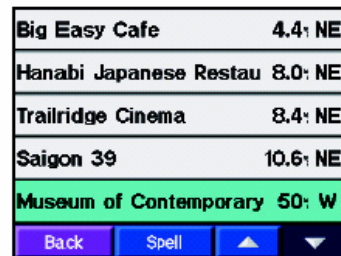 Big Easy Cafe 4.4 NE
Hanabi Japanese Restau 8.0 NE
Trailridge Cinema 8.4 NE
Saigon 39 10.6 NE
Museum of Contemporary 50 W
Back Spell